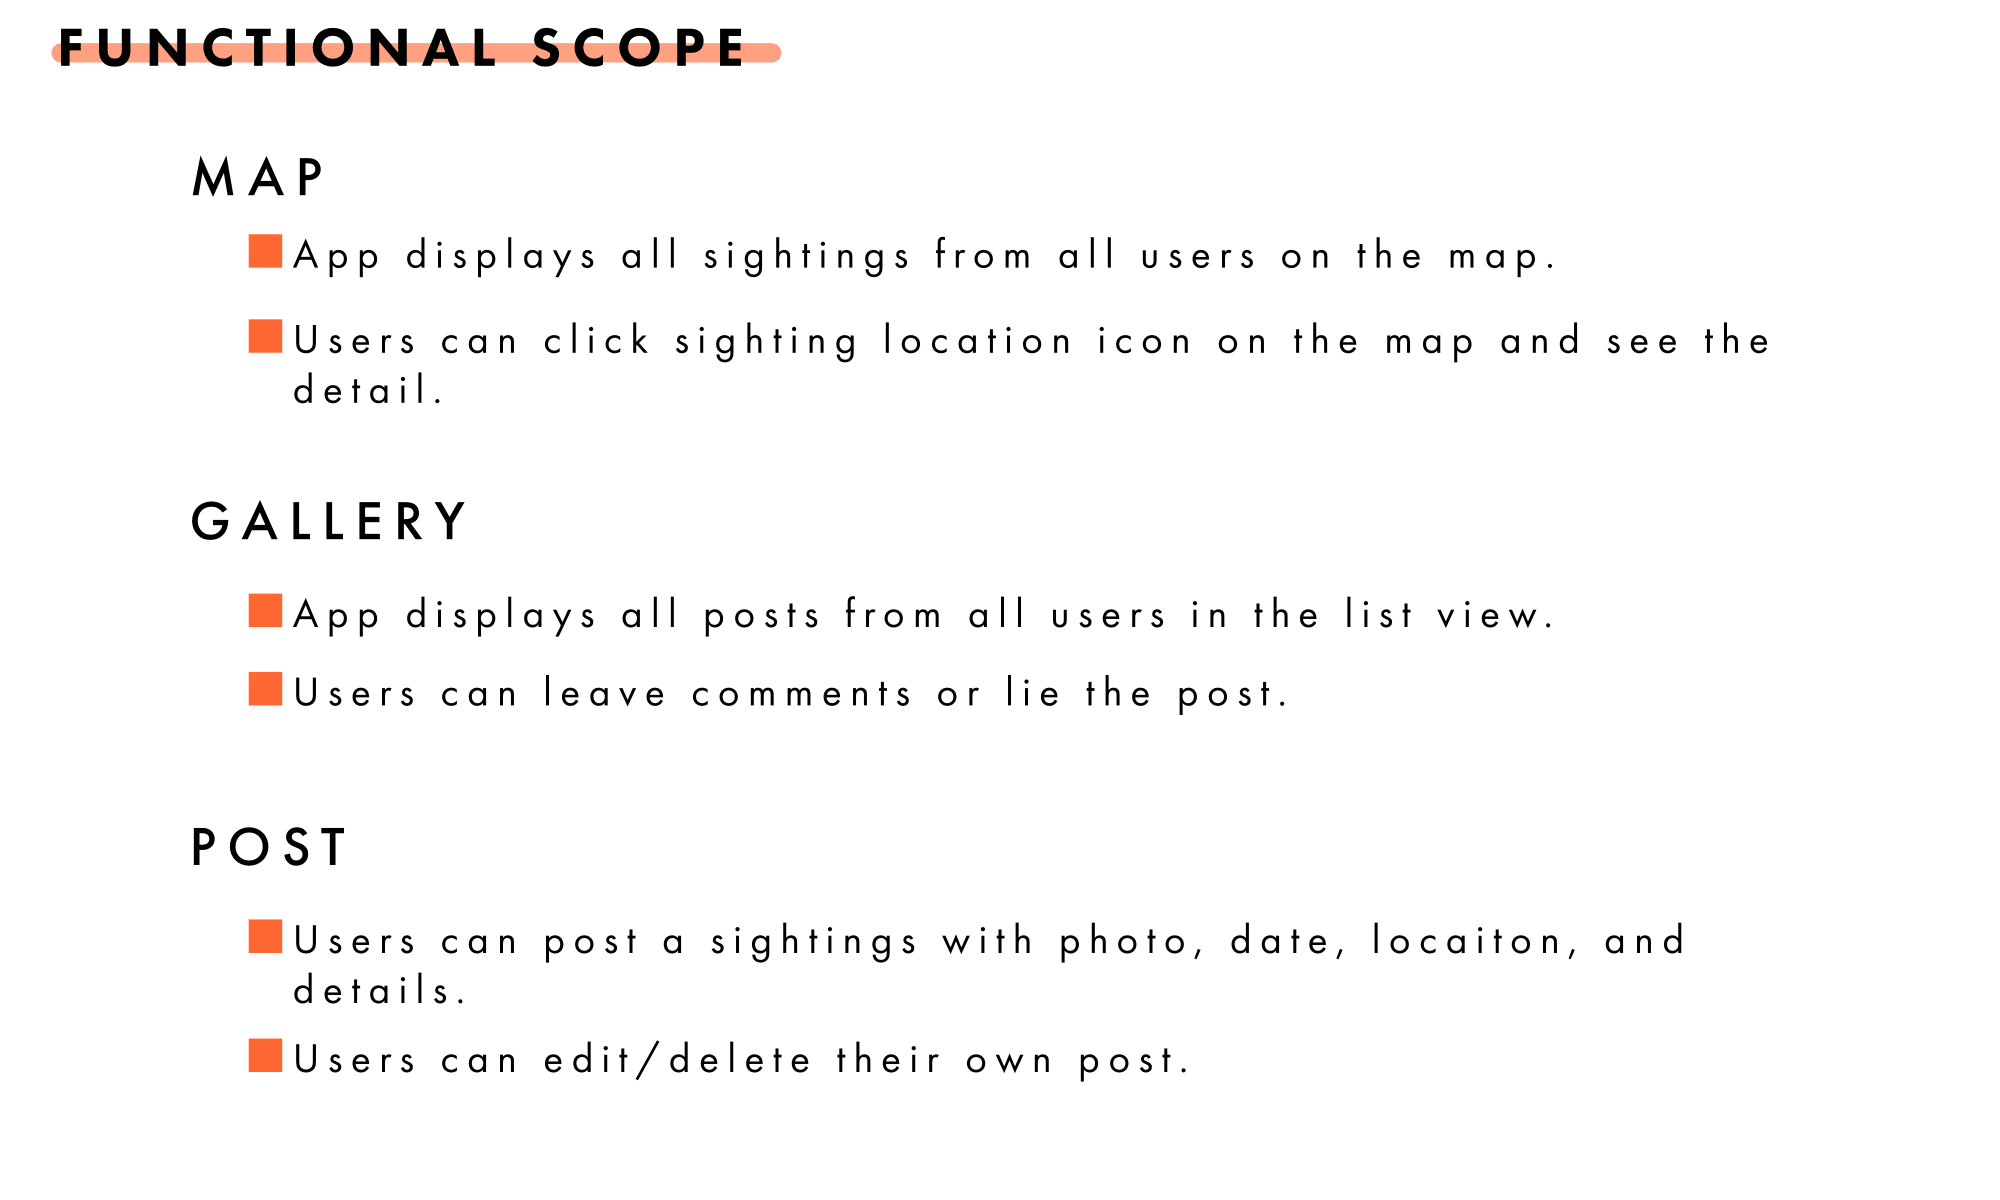 FUNCTIONAL SCOPE
MAP
App displays all sightings from all users on the map.
Users can click sighting location icon on the map and see the
detail.
GALLERY
App displays all posts from all users in the list view.
Users can leave comments or lie the post.
POST
Users can post a sightings with photo, date, locaiton, and
details.
Users can edit/delete their own post.